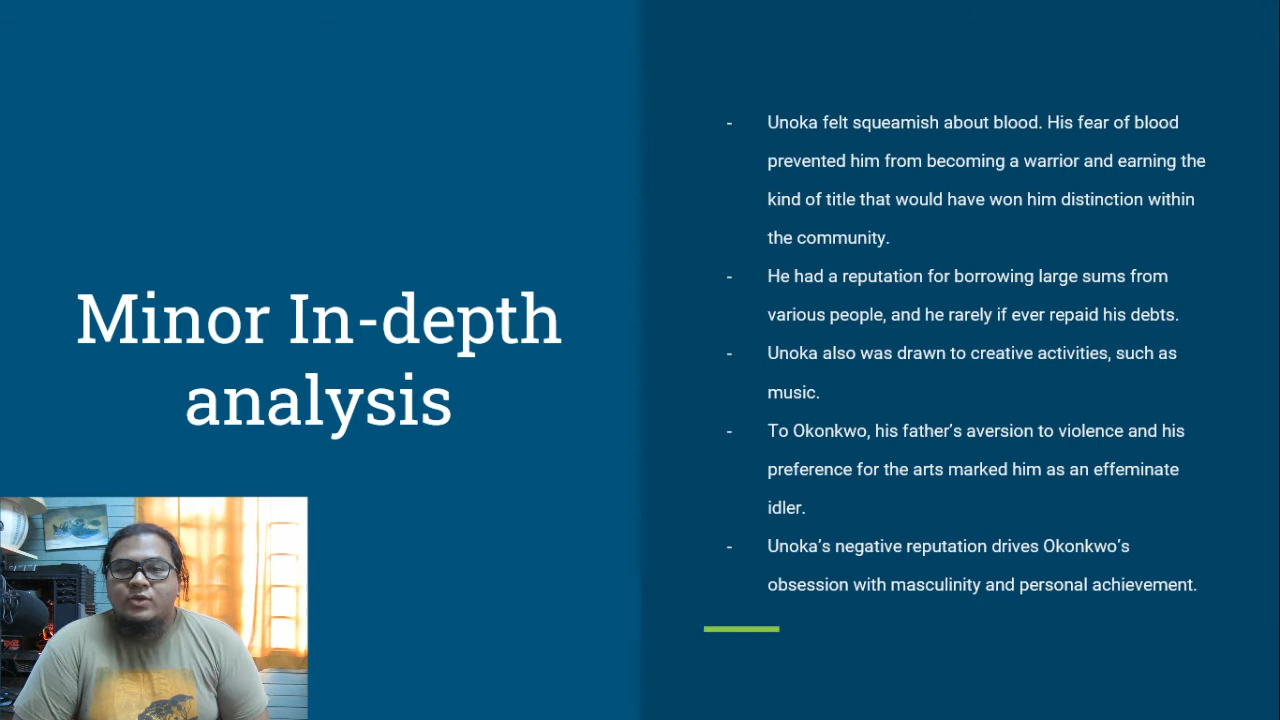 Minor In-depth
analysis
- Unoka felt squeamish about blood. His fear of blood
prevented him from becoming a warrior and earning the
kind of title that would have won him distinction within
the community.
- He had a reputation for borrowing large sums from
various people, and he rarely if ever repaid his debts.
- Unoka also was drawn to creative activities, such as
music.
- To Okonkwo, his father’s aversion to violence and his
preference for the arts marked him as an effeminate
idler.
- Unoka’s negative reputation drives Okonkwo’s
obsession with masculinity and personal achievement.